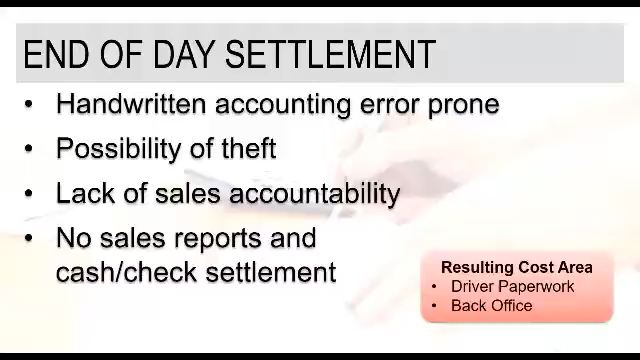 END OF DAY SETTLEMENT
• Handwritten accounting error prone
• Possibility of theft
• Lack of sales accountability
• No sales reports and
cash/check settlement
Resulting Cost Area
• Driver Paperwork
• Back Office